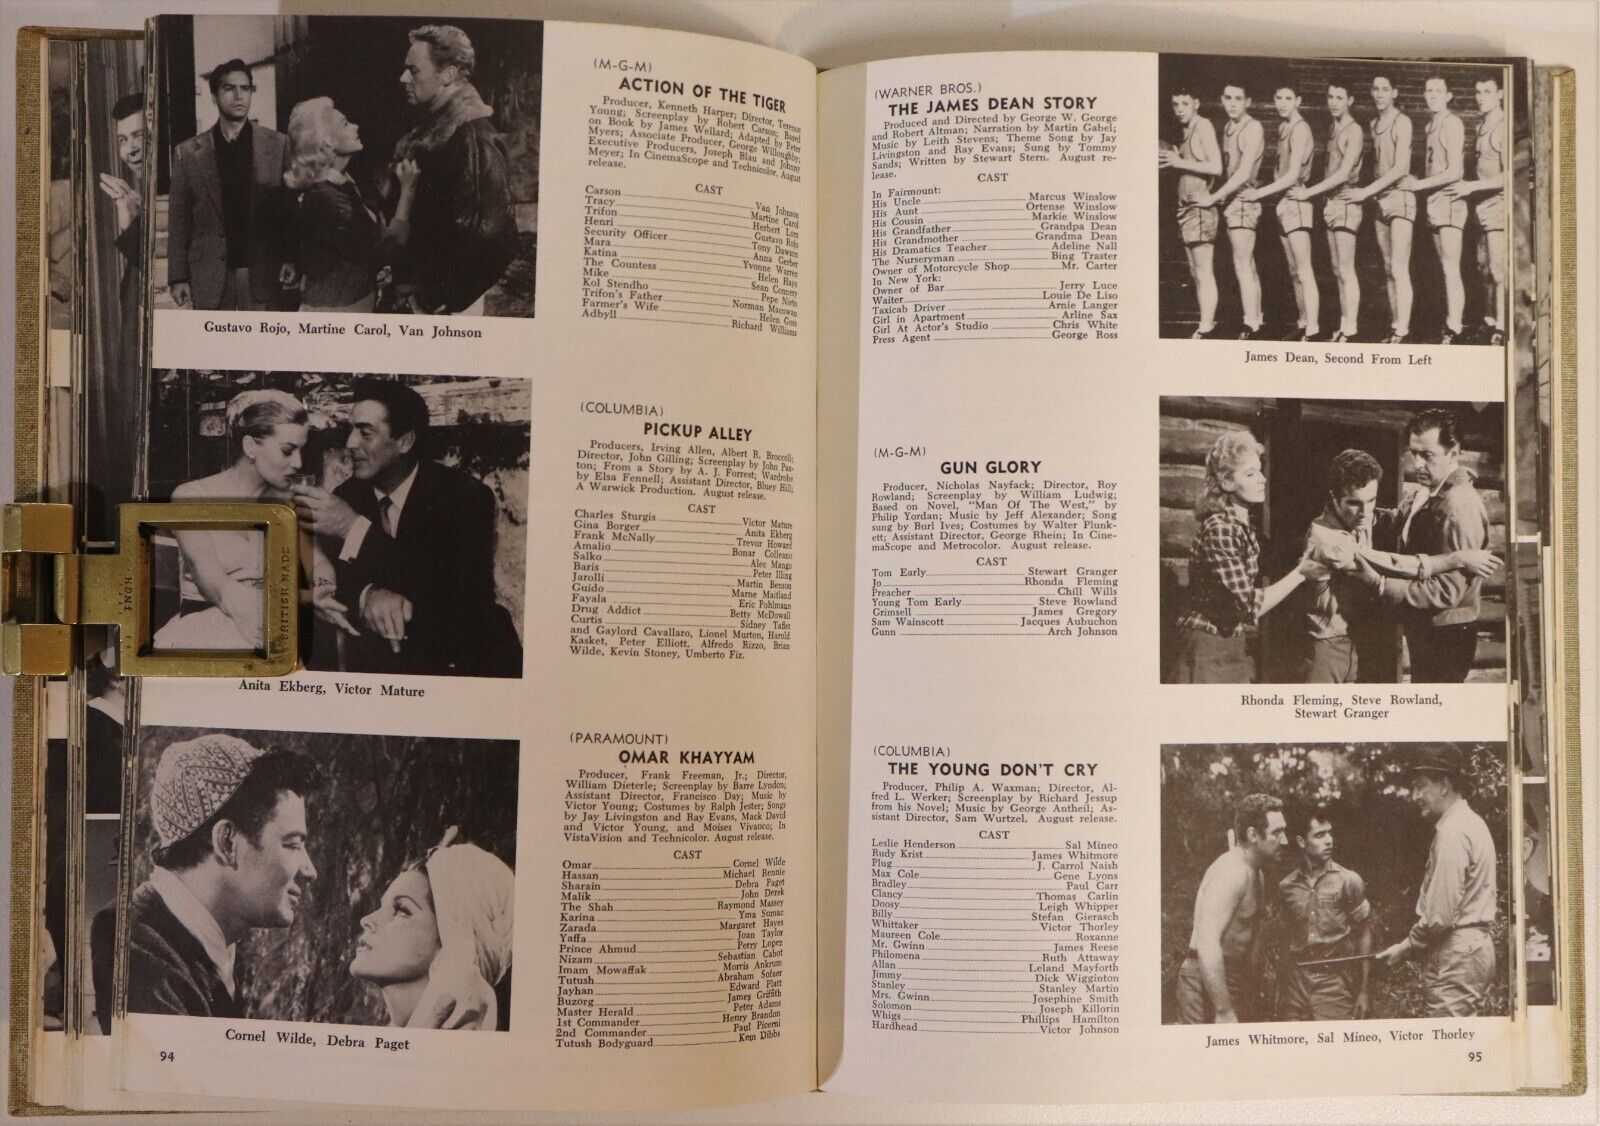 Gustavo Rojo, Martine Carol, Van Johnson
(M-G-M)
ACTION OF THE TIGER
Producer, Kenneth Harper; Director, Terence
Young; Screenplay by Robert Carson; Based
on Book by James Wellard; Adapted by Peter
Myers; Associate Producer, George Willoughby;
Executive Producers, Joseph Blau and Johnny
Meyer; In CinemaScope and Technicolor. August
release.
CAST
Carson Van Johnson
Tracy Martine Carol
Trifon Herbert Lom
Henri Gustavo Rojo
Security Officer Tony Dawson
Mara Anna Gerber
Katina Yvonne Warren
The Countess Helen Haye
Mike Sean Connery
Kol Stendho Pepe Nieto
Trifon's Father Norman Macowan
Farmer's Wife Helen Goss
Adbyll Richard Williams
Anita Ekberg, Victor Mature
(COLUMBIA)
PICKUP ALLEY
Producers, Irving Allen, Albert R. Broccoli;
Director, John Gilling; Screenplay by John Pax-
ton; From a Story by A. J. Forrest; Wardrobe
by Elsa Fennell; Assistant Director, Bluey Hill;
A Warwick Production. August release.
CAST
Charles Sturgis Victor Mature
Gina Borger Anita Ekberg
Frank McNally Trevor Howard
Amalio Bonar Colleano
Salko Alec Mango
Baris Peter Illing
Jarolli Martin Benson
Guido Marne Maitland
Fayala Eric Pohlmann
Drug Addict Betty McDowall
Curtis Sidney Tafler
and Gaylord Cavallaro, Lionel Murton, Harold
Kasket, Peter Elliott. Alfredo Rizzo, Brian
Wilde, Kevin Stoney, Umberto Fiz.
Cornel Wilde, Debra Paget
(PARAMOUNT)
OMAR KHAYYAM
Producer, Frank Freeman, Jr.; Director,
William Dieterle; Screenplay by Barre Lyndon;
Assistant Director, Francisco Day; Music by
Victor Young; Costumes by Ralph Jester; Songs
by Jay Livingston and Ray Evans, Mack David
and Victor Young, and Moises Vivanco; In
VistaVision and Technicolor. August release.
CAST
Omar Cornel Wilde
Hassan Michael Rennie
Sharain Debra Paget
Malik John Derek
The Shah Raymond Massey
Karina Yma Sumac
Zarada Margaret Hayes
Yaffa Joan Taylor
Prince Ahmud Perry Lopez
Nizam Sebastian Cabot
Imam Mowaffak Morris Ankrum
Tutush Abraham Sofaer
Jayhan Edward Platt
Buzorg James Griffith
Master Herald Peter Adams
1st Commander Henry Brandon
2nd Commander Paul Picerni
Tutush Bodyguard Kem Dibbs
94
BRITISH MADE
(WARNER BROS.)
THE JAMES DEAN STORY
Produced and Directed by George W. George
and Robert Altman; Narration by Martin Gabel;
Music by Leith Stevens; Theme Song by Jay
Livingston and Ray Evans; Sung by Tommy
Sands; Written by Stewart Stern. August re-
lease.
CAST
In Fairmount:
His Uncle Marcus Winslow
His Aunt Ortense Winslow
His Cousin Markie Winslow
His Grandfather Grandpa Dean
His Grandmother Grandma Dean
His Dramatics Teacher Adeline Nall
The Nurseryman Bing Traster
Owner of Motorcycle Shop Mr. Carter
In New York:
Owner of Bar Jerry Luce
Waiter Louie De Liso
Taxicab Driver Arnie Langer
Girl in Apartment Arline Sax
Girl At Actor's Studio Chris White
Press Agent George Ross
James Dean, Second From Left
(M-G-M)
GUN GLORY
Producer, Nicholas Nayfack; Director, Roy
Rowland; Screenplay by William Ludwig;
Based on Novel, "Man Of The West," by
Philip Yordan; Music by Jeff Alexander; Song
sung by Burl Ives; Costumes by Walter Plunk-
ett; Assistant Director, George Rhein; In Cine-
maScope and Metrocolor. August release.
CAST
Tom Early Stewart Granger
Jo Rhonda Fleming
Preacher Chill Wills
Young Tom Early Steve Rowland
Grimsell James Gregory
Sam Wainscott Jacques Aubuchon
Gunn Arch Johnson
Rhonda Fleming, Steve Rowland,
Stewart Granger
(COLUMBIA)
THE YOUNG DON'T CRY
Producer, Philip A. Waxman; Director, Al-
fred L. Werker; Screenplay by Richard Jessup
from his Novel; Music by George Antheil; As-
sistant Director, Sam Wurtzel. August release.
CAST
Leslie Henderson Sal Mineo
Rudy Krist James Whitmore
Plug J. Carrol Naish
Max Cole Gene Lyons
Bradley Paul Carr
Clancy Thomas Carlin
Doosy Leigh Whipper
Billy Stefan Gierasch
Whittaker Victor Thorley
Maureen Cole Roxanne
Mr. Gwinn James Reese
Philomena Ruth Attaway
Allan Leland Mayforth
Jimmy Dick Wigginton
Stanley Stanley Martin
Mrs. Gwinn Josephine Smith
Solomon Joseph Killorin
Whigs Phillips Hamilton
Hardhead Victor Johnson
James Whitmore, Sal Mineo, Victor Thorley
95